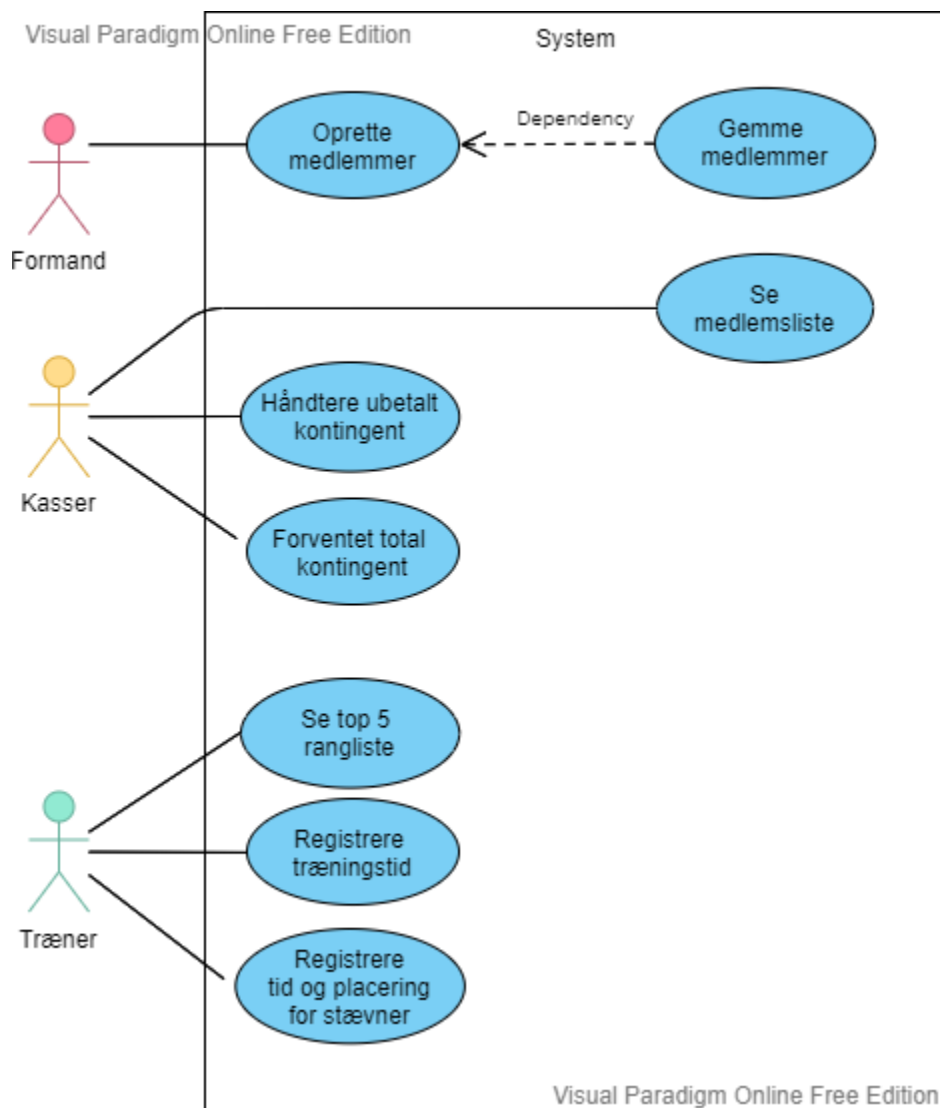 Visual Paradigm Online Free Edition
System
Oprette
medlemmer
Dependency
Gemme
medlemmer
Formand
Se
medlemsliste
Håndtere ubetalt
kontingent
Kasser
Forventet total
kontingent
Se top 5
rangliste
Registrere
træningstid
Træner
Registrere
tid og placering
for stævner
Visual Paradigm Online Free Edition